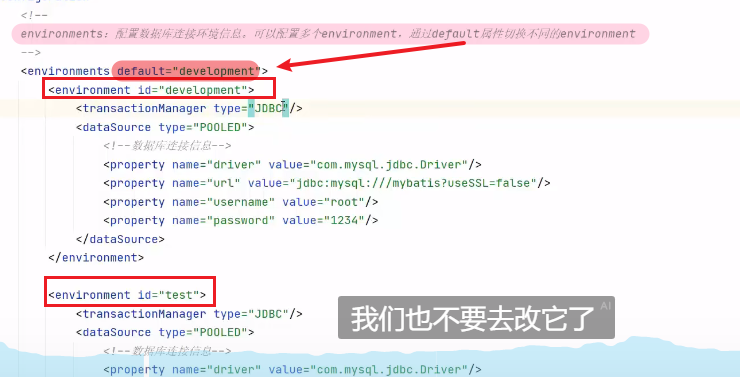 <!--
environments：配置数据库连接环境信息。可以配置多个environment，通过default属性切换不同的environment
-->
<environments default="development">
<environment id="development">
<transactionManager type="JDBC"/>
<dataSource type="POOLED">
<!--数据库连接信息-->
<property name="driver" value="com.mysql.jdbc.Driver"/>
<property name="url" value="jdbc:mysql:///mybatis?useSSL=false"/>
<property name="username" value="root"/>
<property name="password" value="1234"/>
</dataSource>
</environment>
<environment id="test">
<transactionManager type="JDBC"/>
<dataSource type="POOLED">
<!--数据库连接信息-->
<property name="driver" value="com.mysql.jdbc.Driver"/>
我们也不要去改它了
AI